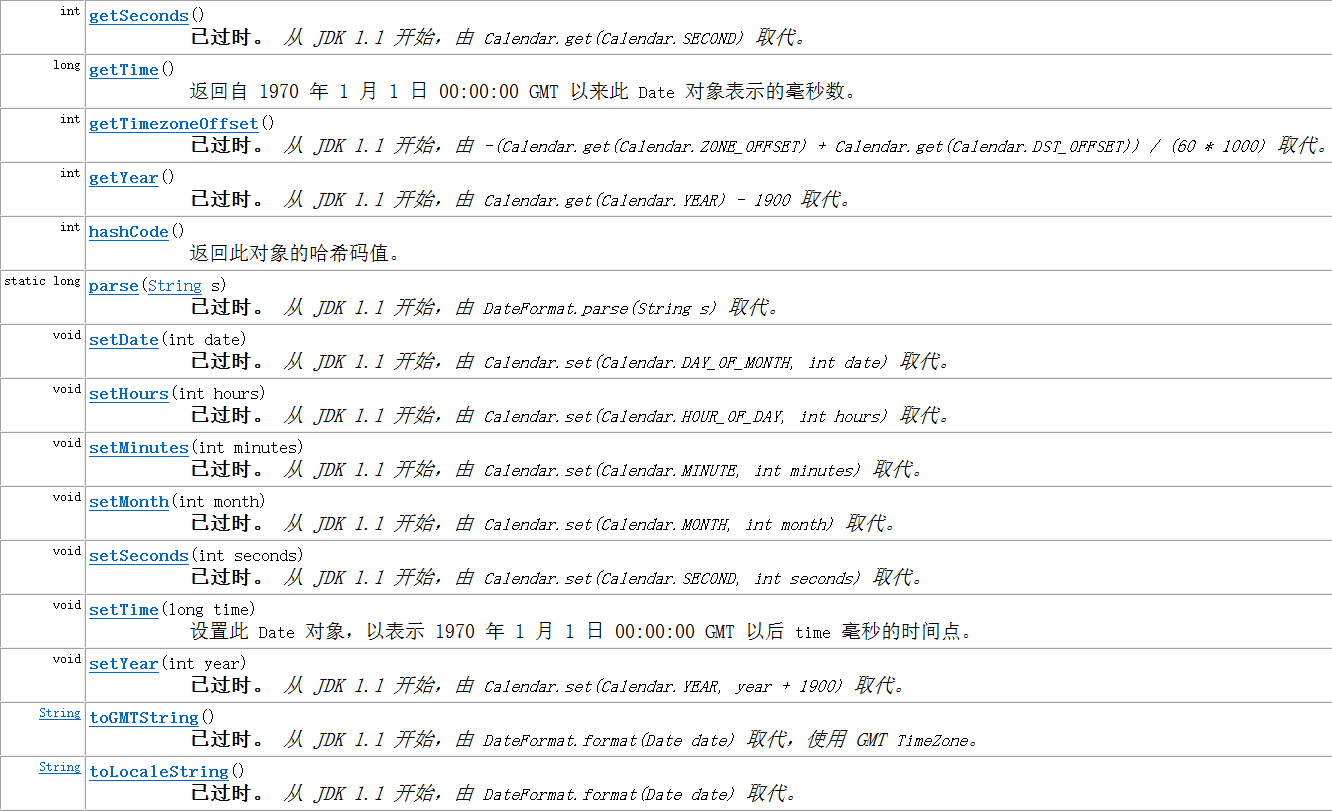 int getSeconds()
已过时。 从 JDK 1.1 开始，由 Calendar.get(Calendar.SECOND) 取代。
long getTime()
返回自 1970 年 1 月 1 日 00:00:00 GMT 以来此 Date 对象表示的毫秒数。
int getTimezoneOffset()
已过时。 从 JDK 1.1 开始，由 -(Calendar.get(Calendar.ZONE_OFFSET) + Calendar.get(Calendar.DST_OFFSET)) / (60 * 1000) 取代。
int getYear()
已过时。 从 JDK 1.1 开始，由 Calendar.get(Calendar.YEAR) - 1900 取代。
int hashCode()
返回此对象的哈希码值。
static long parse(String s)
已过时。 从 JDK 1.1 开始，由 DateFormat.parse(String s) 取代。
void setDate(int date)
已过时。 从 JDK 1.1 开始，由 Calendar.set(Calendar.DAY_OF_MONTH, int date) 取代。
void setHours(int hours)
已过时。 从 JDK 1.1 开始，由 Calendar.set(Calendar.HOUR_OF_DAY, int hours) 取代。
void setMinutes(int minutes)
已过时。 从 JDK 1.1 开始，由 Calendar.set(Calendar.MINUTE, int minutes) 取代。
void setMonth(int month)
已过时。 从 JDK 1.1 开始，由 Calendar.set(Calendar.MONTH, int month) 取代。
void setSeconds(int seconds)
已过时。 从 JDK 1.1 开始，由 Calendar.set(Calendar.SECOND, int seconds) 取代。
void setTime(long time)
设置此 Date 对象，以表示 1970 年 1 月 1 日 00:00:00 GMT 以后 time 毫秒的时间点。
void setYear(int year)
已过时。 从 JDK 1.1 开始，由 Calendar.set(Calendar.YEAR, year + 1900) 取代。
String toGMTString()
已过时。 从 JDK 1.1 开始，由 DateFormat.format(Date date) 取代，使用 GMT TimeZone。
String toLocaleString()
已过时。 从 JDK 1.1 开始，由 DateFormat.format(Date date) 取代。